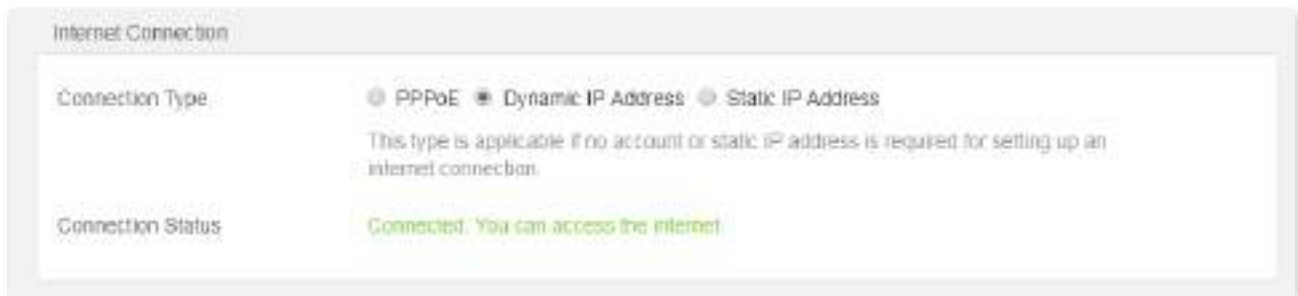 Internet Connection
Connection Type
PPPoE Dynamic IP Address Static IP Address
This type is applicable if no account or static IP address is required for setting up an
internet connection.
Connection Status
Connected. You can access the internet.